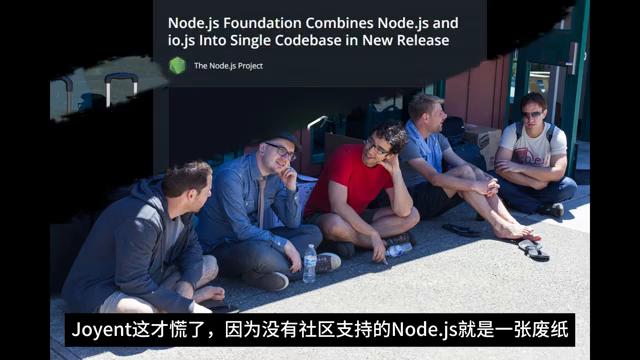 Node.js Foundation Combines Node.js and
io.js Into Single Codebase in New Release
The Node.js Project
Joyent这才慌了，因为没有社区支持的Node.js就是一张废纸